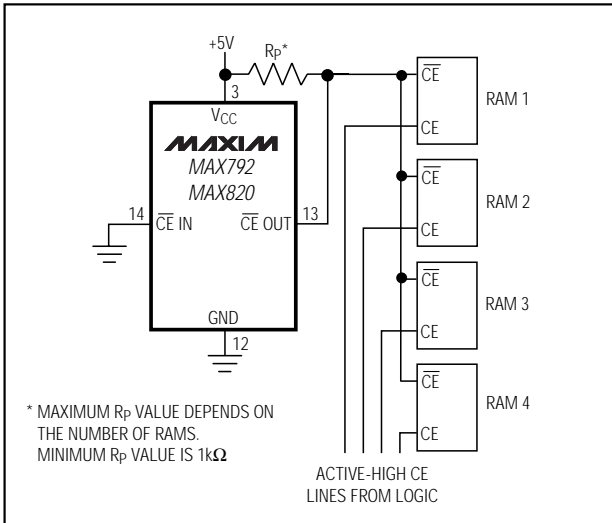 +5V
RP*
3
VCC
MAXIM
MAX792
MAX820
14
CE IN
CE OUT
13
GND
12
CE
CE
RAM 1
CE
CE
RAM 2
CE
CE
RAM 3
CE
CE
RAM 4
* MAXIMUM RP VALUE DEPENDS ON
THE NUMBER OF RAMS.
MINIMUM RP VALUE IS 1kΩ
ACTIVE-HIGH CE
LINES FROM LOGIC